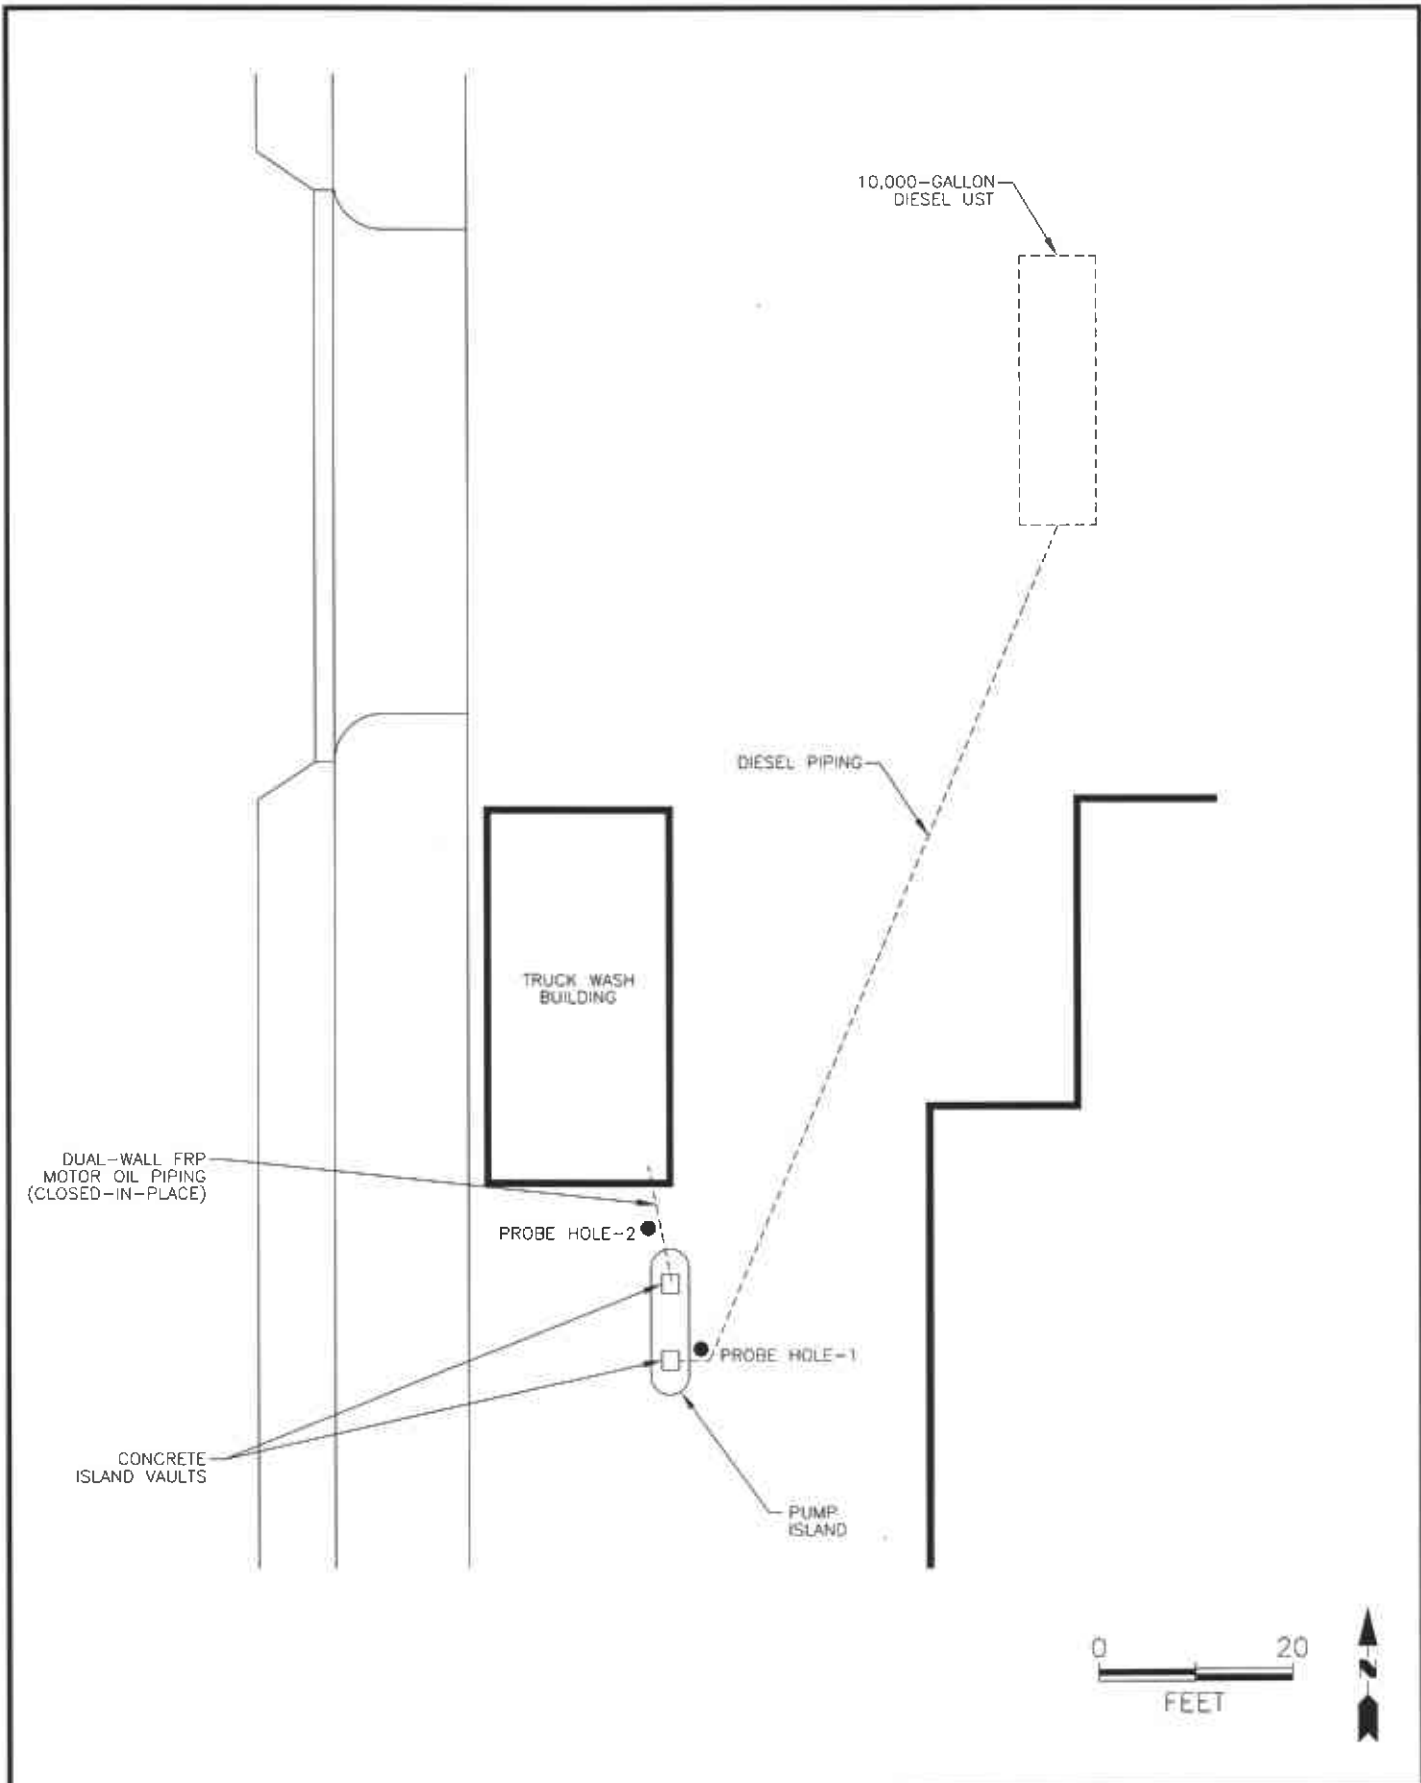 10,000-GALLON
DIESEL UST
DIESEL PIPING
TRUCK WASH
BUILDING
DUAL-WALL FRP
MOTOR OIL PIPING
(CLOSED-IN-PLACE)
PROBE HOLE-2
PROBE HOLE-1
CONCRETE
ISLAND VAULTS
PUMP
ISLAND
0 20
FEET
N